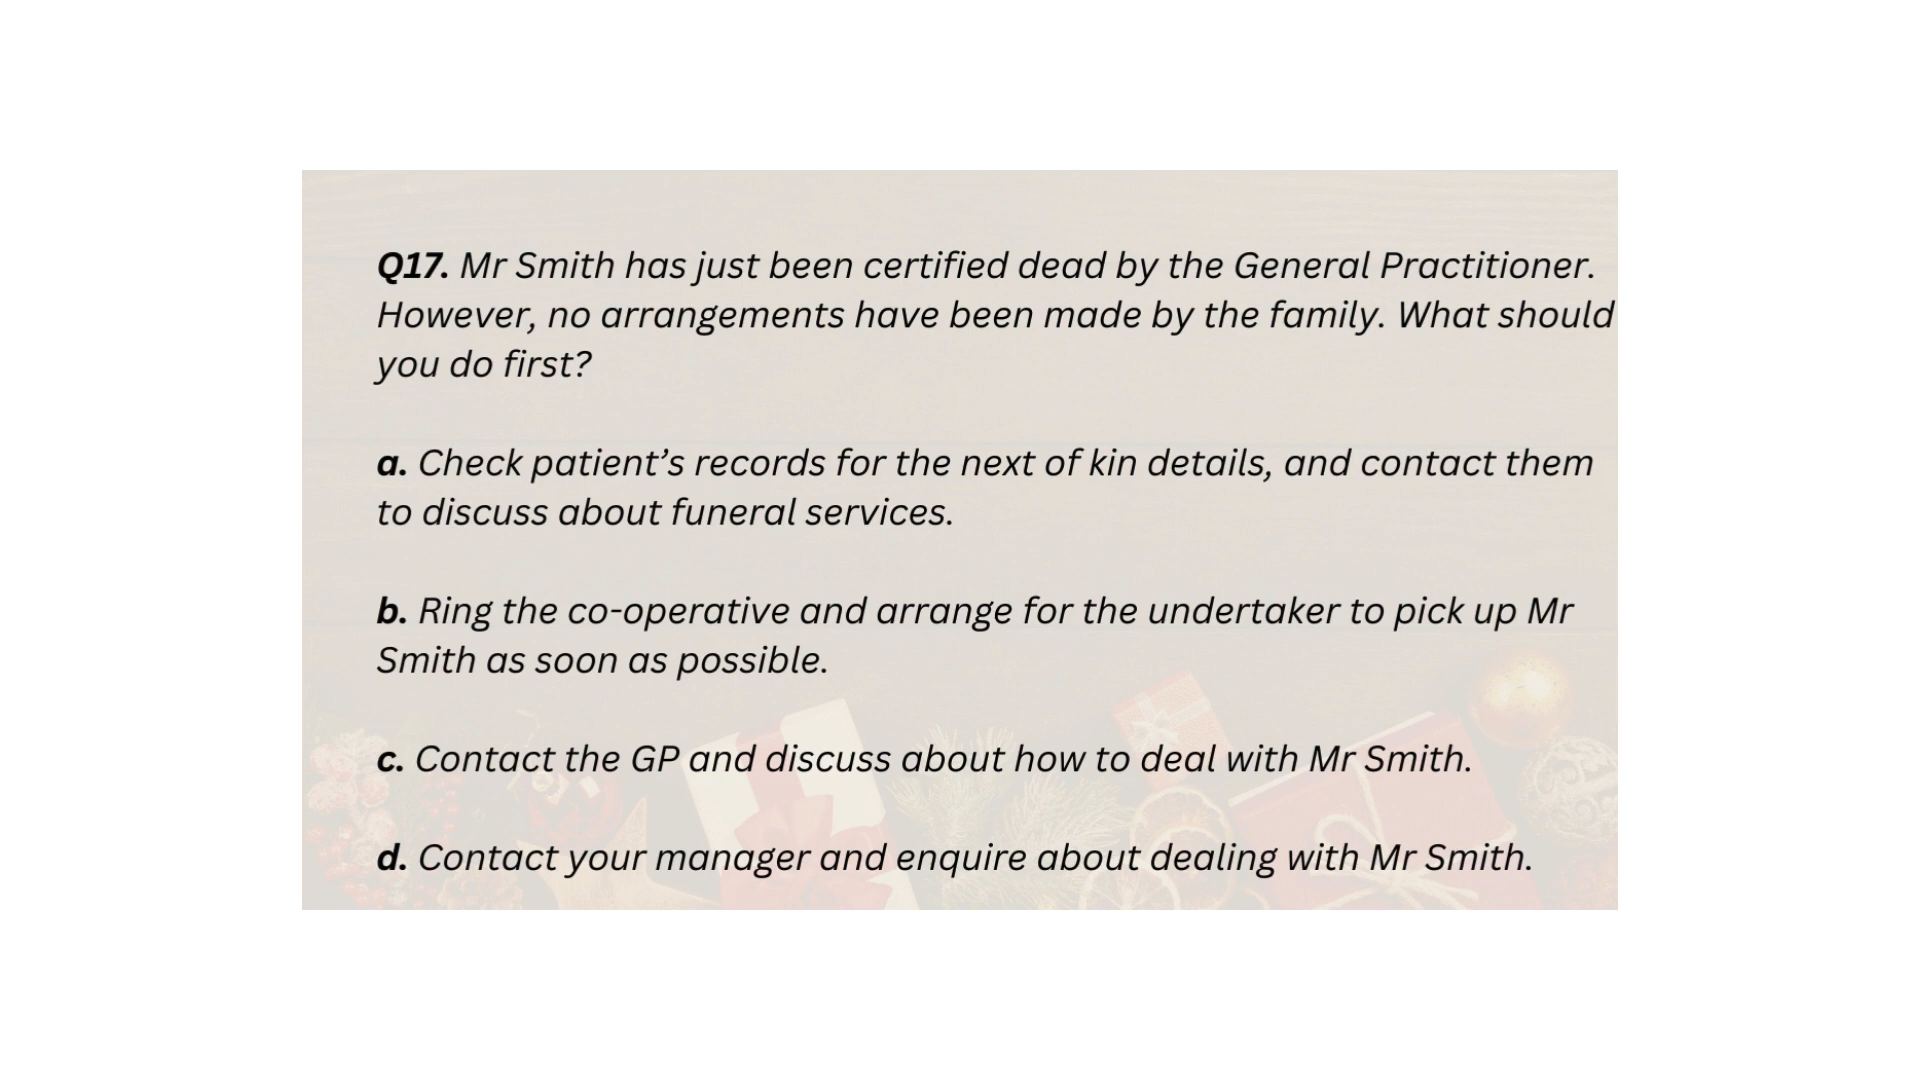 Q17. Mr Smith has just been certified dead by the General Practitioner.
However, no arrangements have been made by the family. What should
you do first?
a. Check patient’s records for the next of kin details, and contact them
to discuss about funeral services.
b. Ring the co-operative and arrange for the undertaker to pick up Mr
Smith as soon as possible.
c. Contact the GP and discuss about how to deal with Mr Smith.
d. Contact your manager and enquire about dealing with Mr Smith.